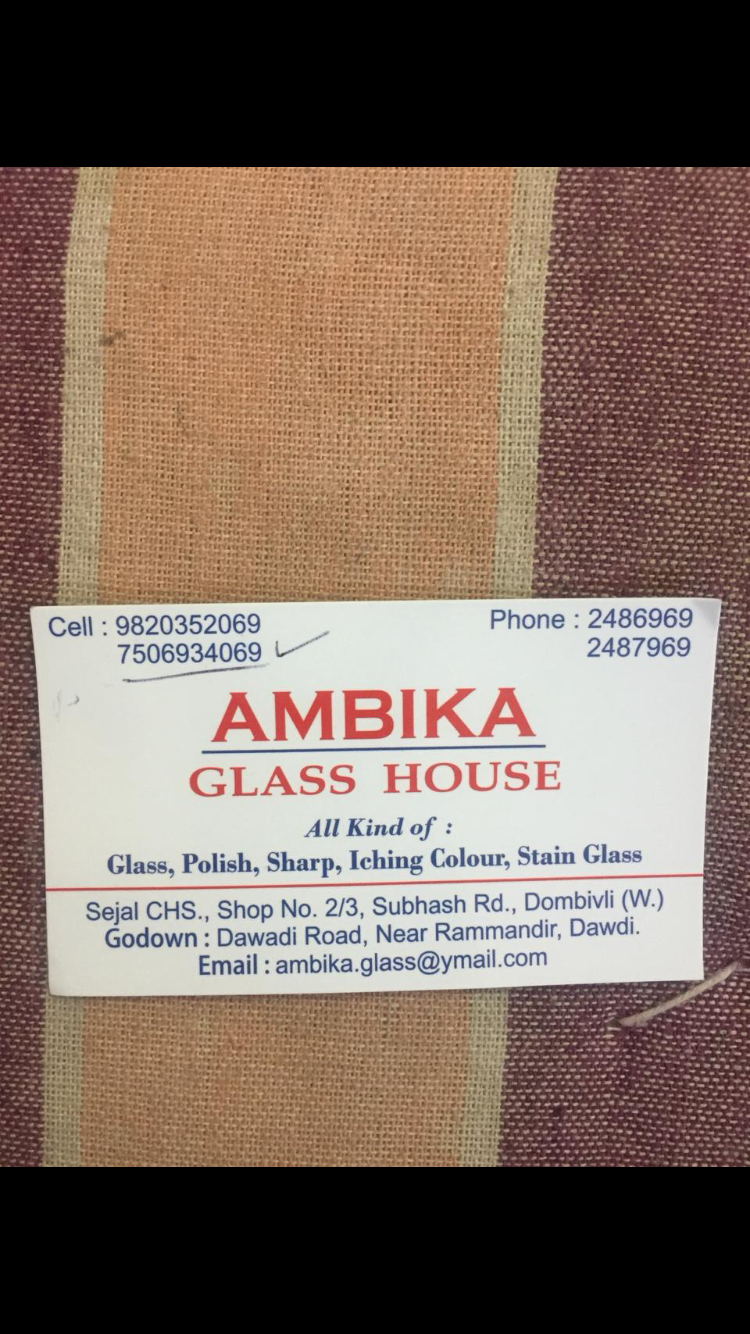 Cell : 9820352069
7506934069
Phone : 2486969
2487969
AMBIKA
GLASS HOUSE
All Kind of :
Glass, Polish, Sharp, Iching Colour, Stain Glass
Sejal CHS., Shop No. 2/3, Subhash Rd., Dombivli (W.)
Godown : Dawadi Road, Near Rammandir, Dawdi.
Email : ambika.glass@ymail.com